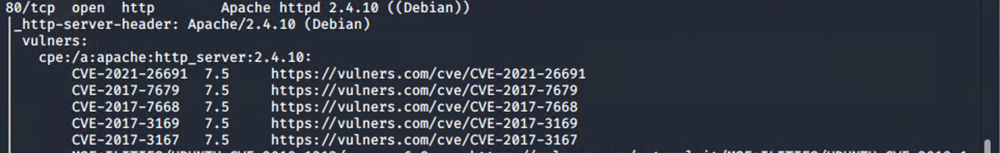 80/tcp open http Apache httpd 2.4.10 ((Debian))
|_http-server-header: Apache/2.4.10 (Debian)
| vulners:
| cpe:/a:apache:http_server:2.4.10:
| CVE-2021-26691 7.5 https://vulners.com/cve/CVE-2021-26691
| CVE-2017-7679 7.5 https://vulners.com/cve/CVE-2017-7679
| CVE-2017-7668 7.5 https://vulners.com/cve/CVE-2017-7668
| CVE-2017-3169 7.5 https://vulners.com/cve/CVE-2017-3169
| CVE-2017-3167 7.5 https://vulners.com/cve/CVE-2017-3167